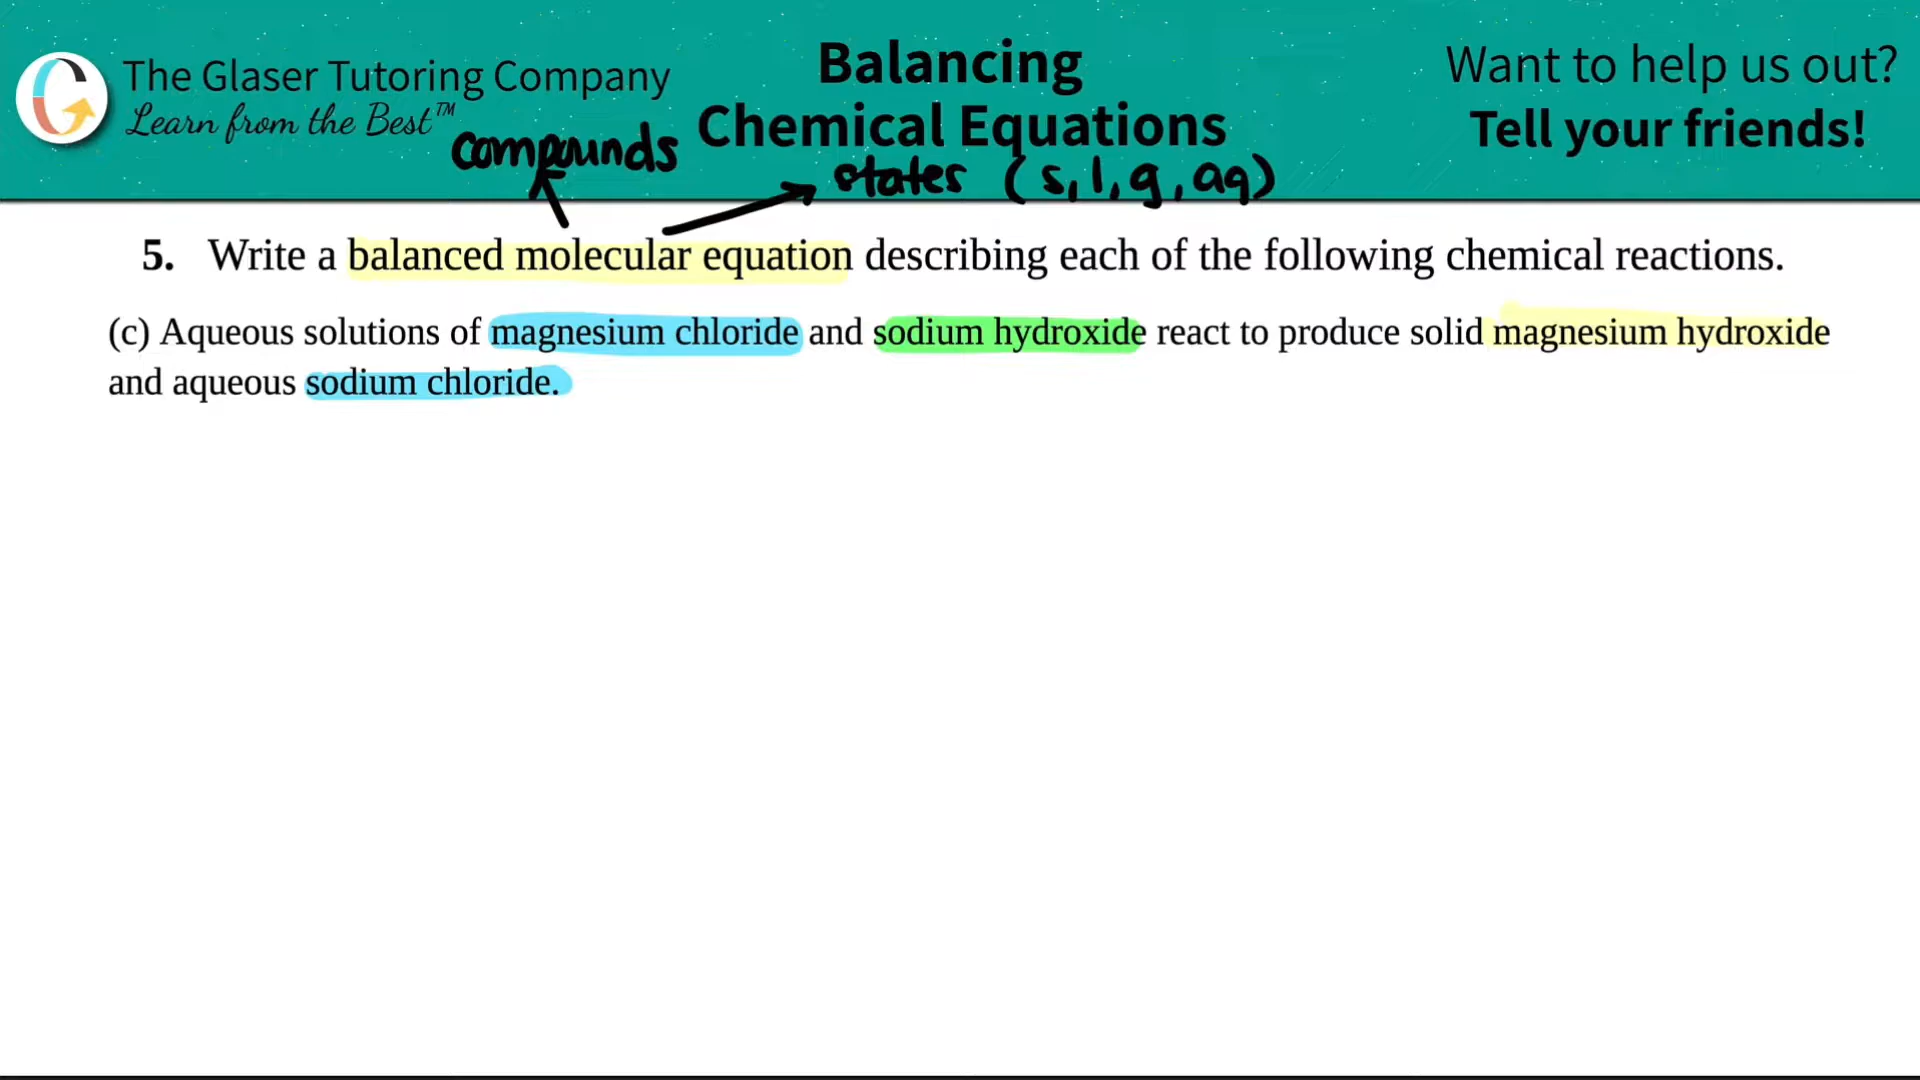 The Glaser Tutoring Company
Learn from the Best™
Balancing
Chemical Equations
Want to help us out?
Tell your friends!
compounds
states (s, l, g, aq)
5. Write a balanced molecular equation describing each of the following chemical reactions.
(c) Aqueous solutions of magnesium chloride and sodium hydroxide react to produce solid magnesium hydroxide
and aqueous sodium chloride.